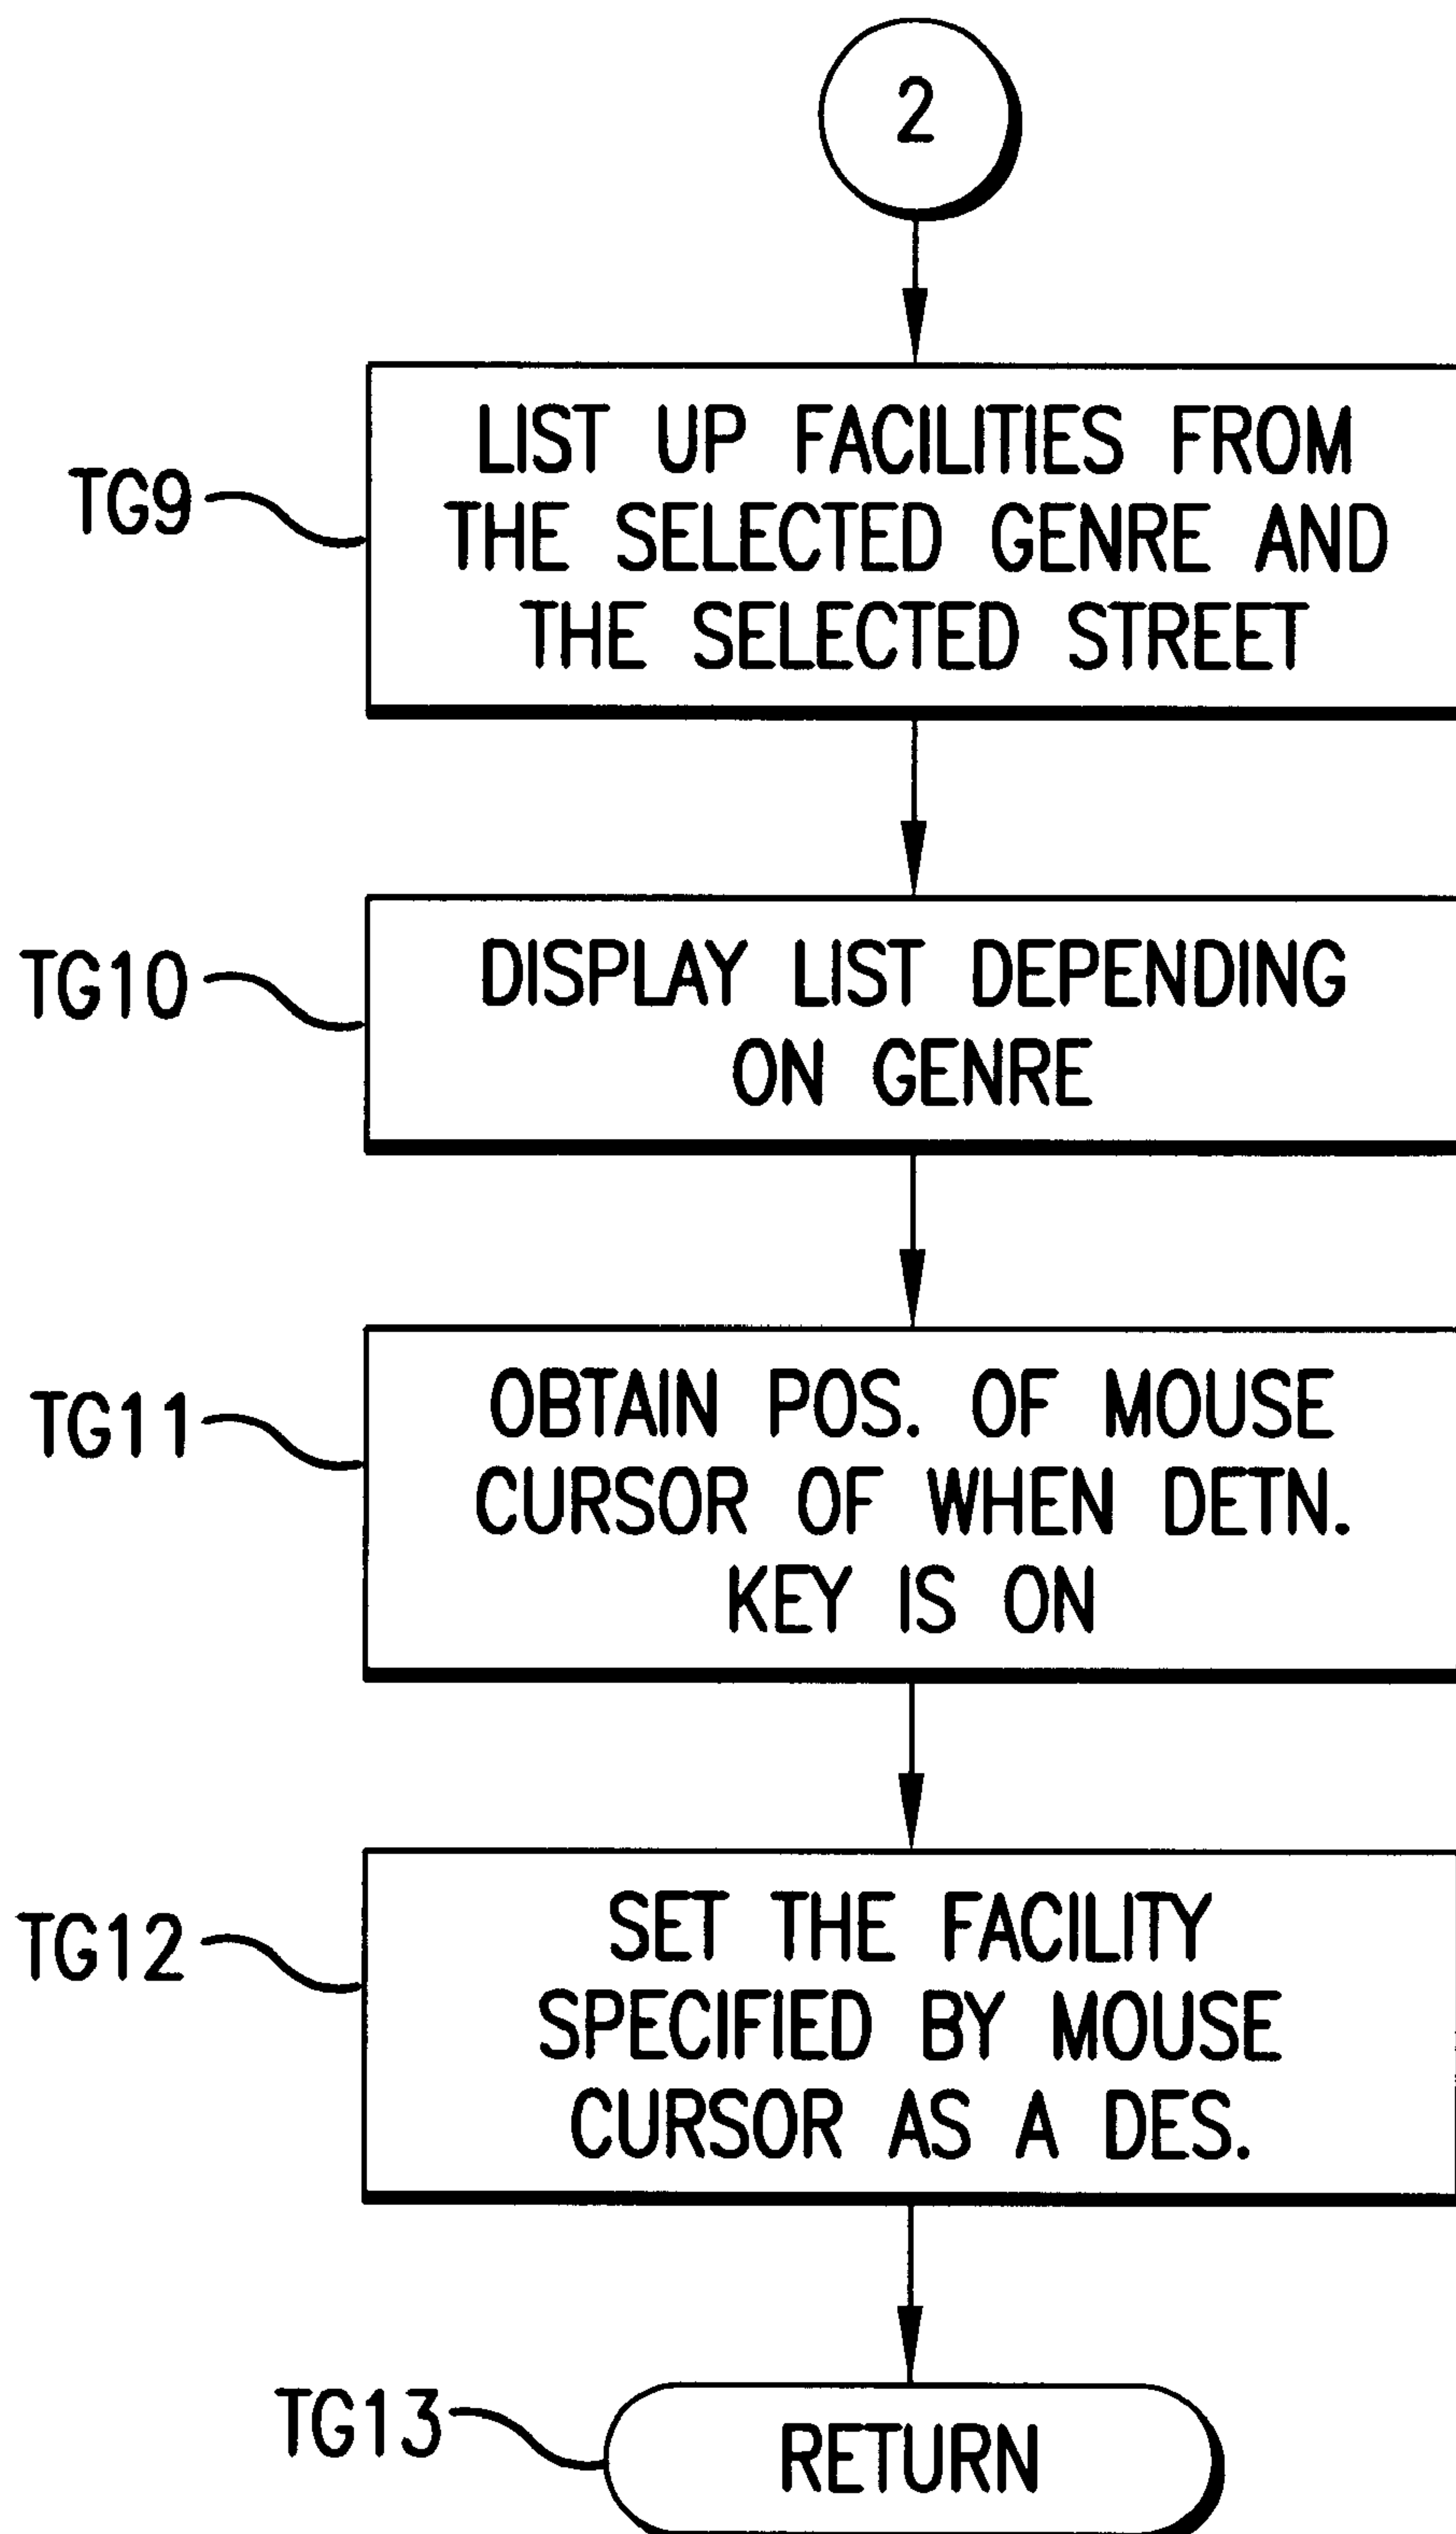 2
TG9
LIST UP FACILITIES FROM
THE SELECTED GENRE AND
THE SELECTED STREET
TG10
DISPLAY LIST DEPENDING
ON GENRE
TG11
OBTAIN POS. OF MOUSE
CURSOR OF WHEN DETN.
KEY IS ON
TG12
SET THE FACILITY
SPECIFIED BY MOUSE
CURSOR AS A DES.
TG13
RETURN